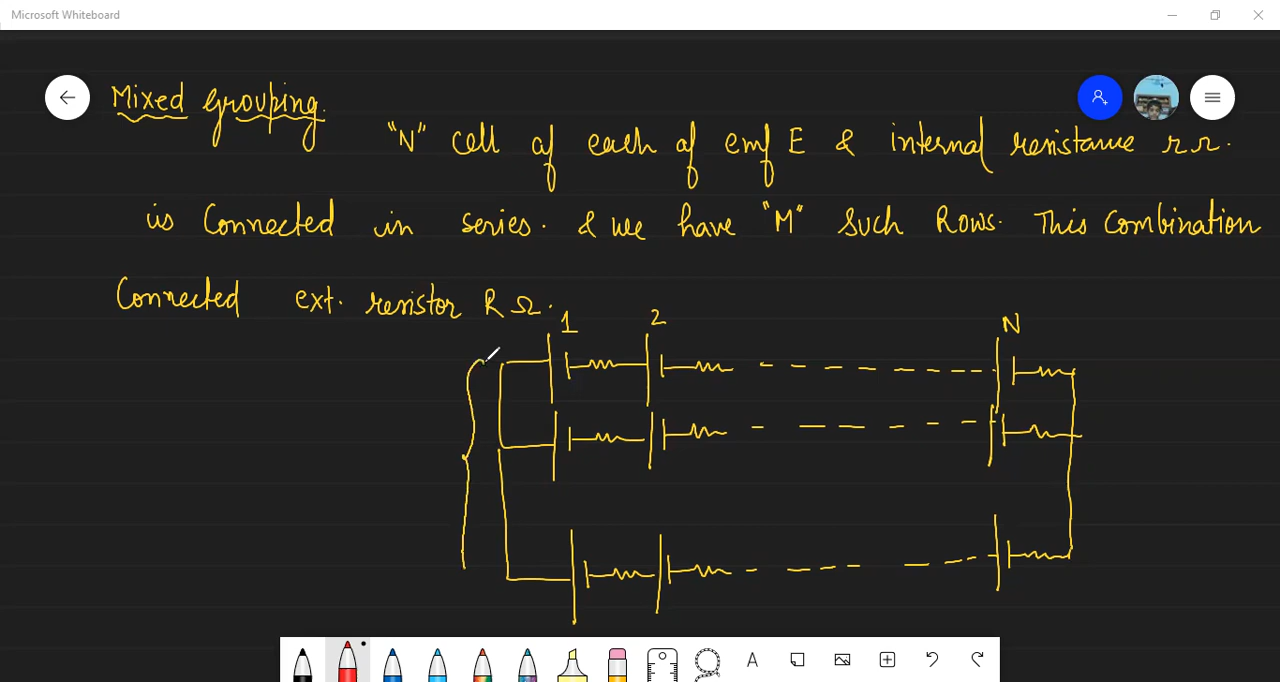 Microsoft Whiteboard
Mixed grouping.
"N" cell of each of emf E & internal resistance r r.
is Connected in series. & we have "M" such Rows. This Combination
Connected ext. resistor R Ω.
1 2 N
A